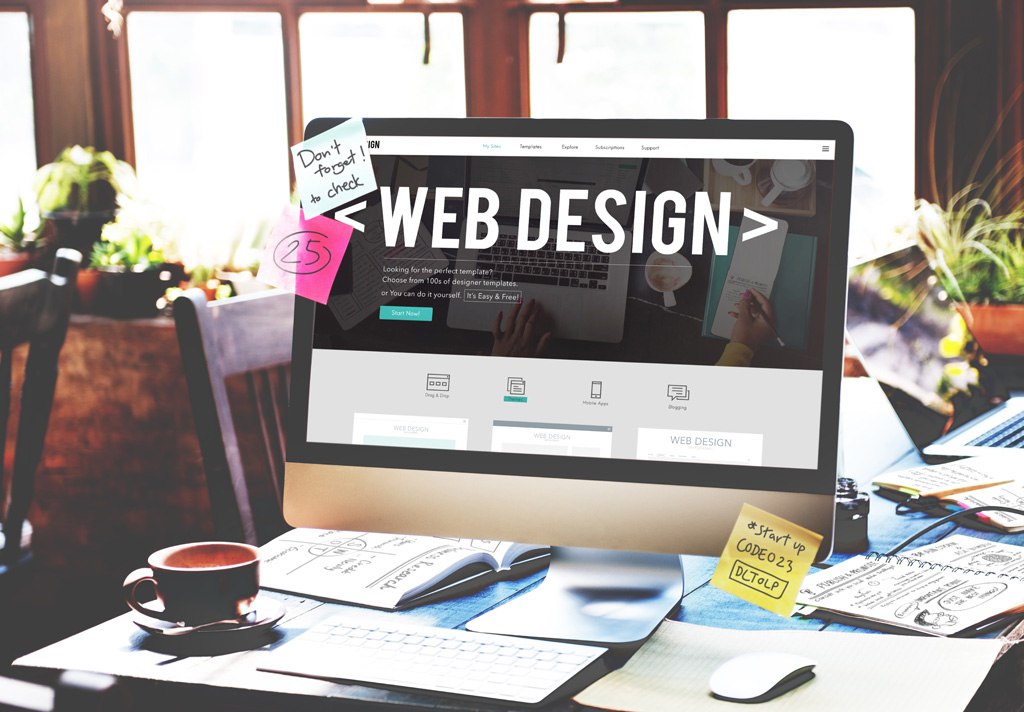 Don't
forget!
to check
25
IGN
My Sites Templates Explore Subscriptions Support
< WEB DESIGN >
Looking for the perfect template?
Choose from 100s of designer templates.
or You can do it yourself. It's Easy & Free!
Start Now!
Drag & Drop
Mobile Apps
Blogging
WEB DESIGN
WEB DESIGN
WEB DESIGN
*Start up
CODE023
DLTOLP
Research